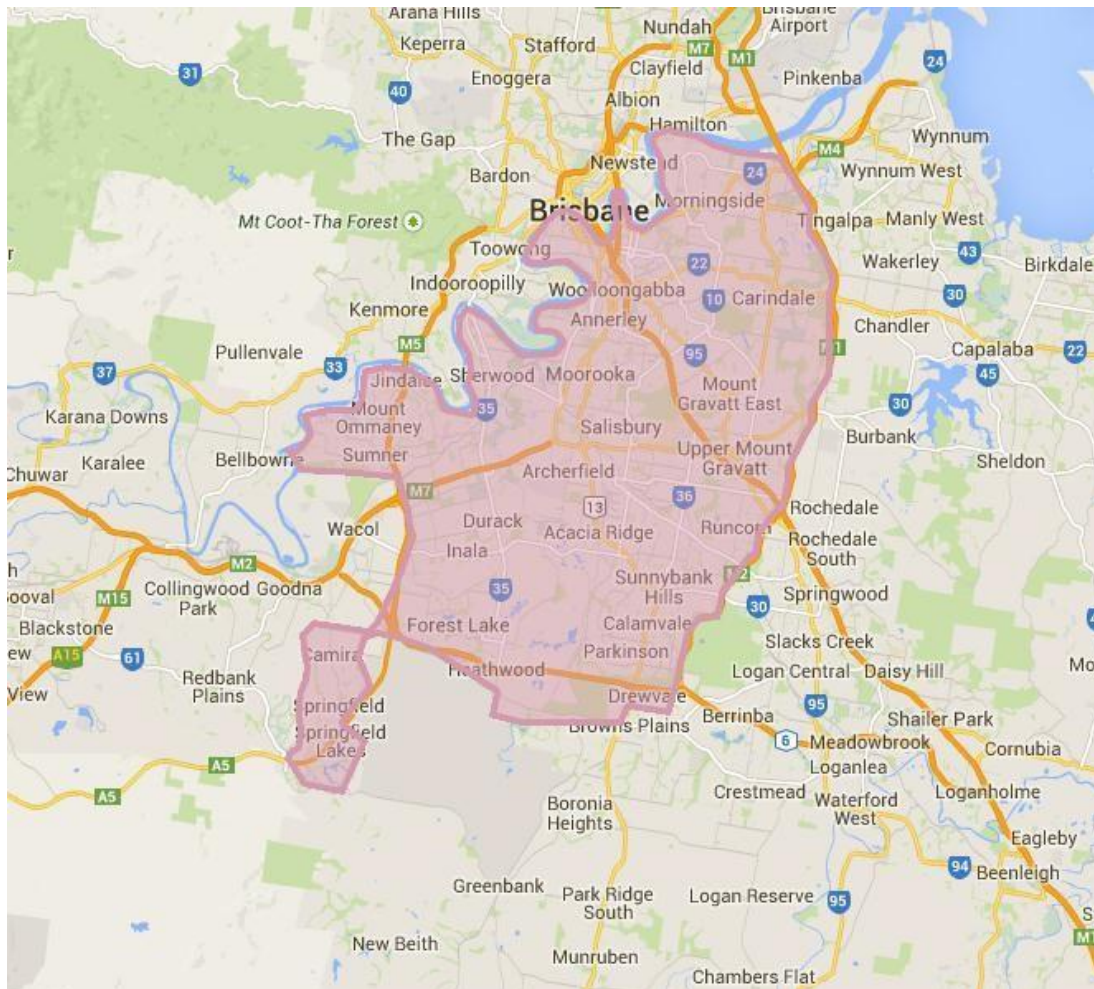 Arana Hills
Brisbane
Airport
Nundah
Keperra
Stafford
M7
M1
Clayfield
24
31
Enoggera
Pinkenba
40
Albion
Hamilton
The Gap
Wynnum
M4
Newstead
Bardon
24
Wynnum West
Brisbane
Morningside
Mt Coot-Tha Forest
Tingalpa
Manly West
Toowong
43
22
Wakerley
Birkdale
Indooroopilly
Woolloongabba
10
Carindale
30
Kenmore
Annerley
Chandler
M5
Pullenvale
95
Capalaba
22
33
37
Jindalee
Sherwood
Moorooka
45
Mount
Gravatt East
30
Karana Downs
Mount
Ommaney
35
Salisbury
Burbank
Bellbowrie
Sumner
Upper Mount
Gravatt
Sheldon
Chuwar
Karalee
Archerfield
M7
36
13
Rochedale
Wacol
Durack
Acacia Ridge
Runcorn
Rochedale
South
Inala
M2
M2
Collingwood
Park
Goodna
35
Sunnybank
Hills
Springwood
M15
30
Blackstone
Forest Lake
Calamvale
Slacks Creek
A15
61
Camira
Parkinson
Redbank
Plains
Heathwood
Logan Central
Daisy Hill
View
Drewvale
95
Springfield
Berrinba
Shailer Park
Browns Plains
Springfield
Lakes
6
Meadowbrook
Cornubia
A5
Loganlea
A5
Crestmead
Loganholme
Boronia
Heights
Waterford
West
Eagleby
94
Beenleigh
Greenbank
Park Ridge
South
Logan Reserve
95
New Beith
Munruben
Chambers Flat